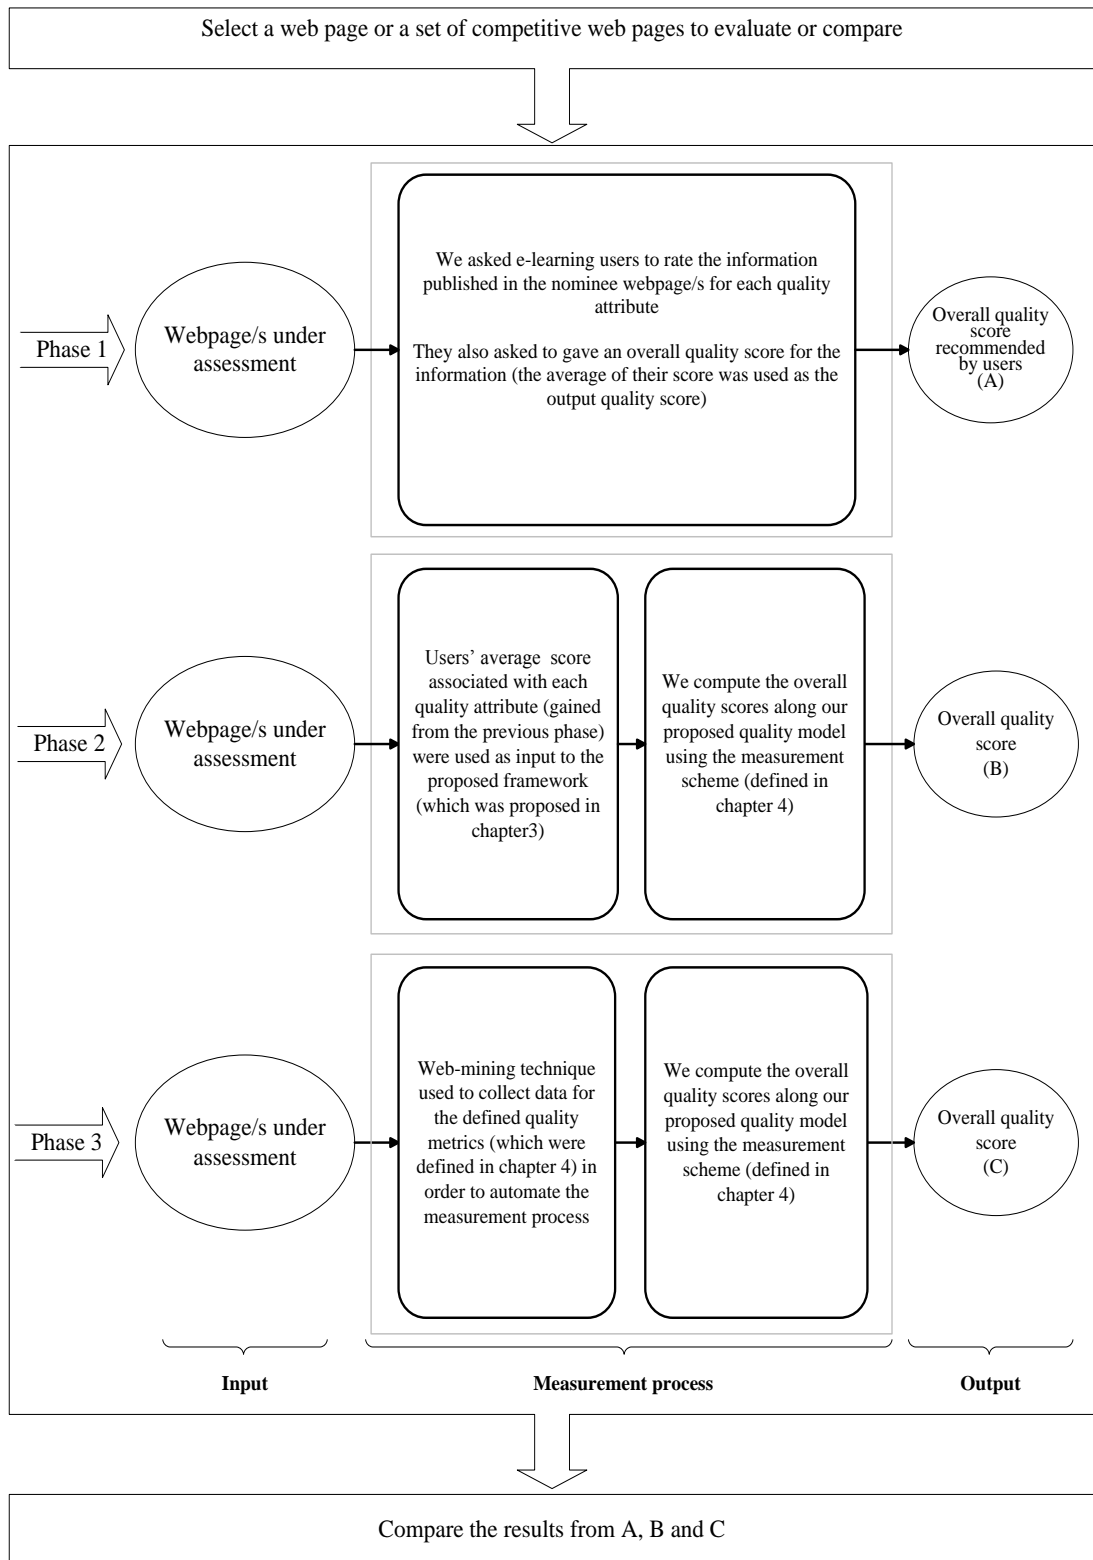 Select a web page or a set of competitive web pages to evaluate or compare
Phase 1
Webpage/s under
assessment
We asked e-learning users to rate the information
published in the nominee webpage/s for each quality
attribute
They also asked to gave an overall quality score for the
information (the average of their score was used as the
output quality score)
Overall quality
score
recommended
by users
(A)
Phase 2
Webpage/s under
assessment
Users’ average score
associated with each
quality attribute (gained
from the previous phase)
were used as input to
the proposed framework
(which was proposed in
chapter3)
We compute the overall
quality scores along our
proposed quality model
using the measurement
scheme (defined in
chapter 4)
Overall quality
score
(B)
Phase 3
Webpage/s under
assessment
Web-mining technique
used to collect data for
the defined quality
metrics (which were
defined in chapter 4) in
order to automate the
measurement process
We compute the overall
quality scores along our
proposed quality model
using the measurement
scheme (defined in
chapter 4)
Overall quality
score
(C)
Input
Measurement process
Output
Compare the results from A, B and C